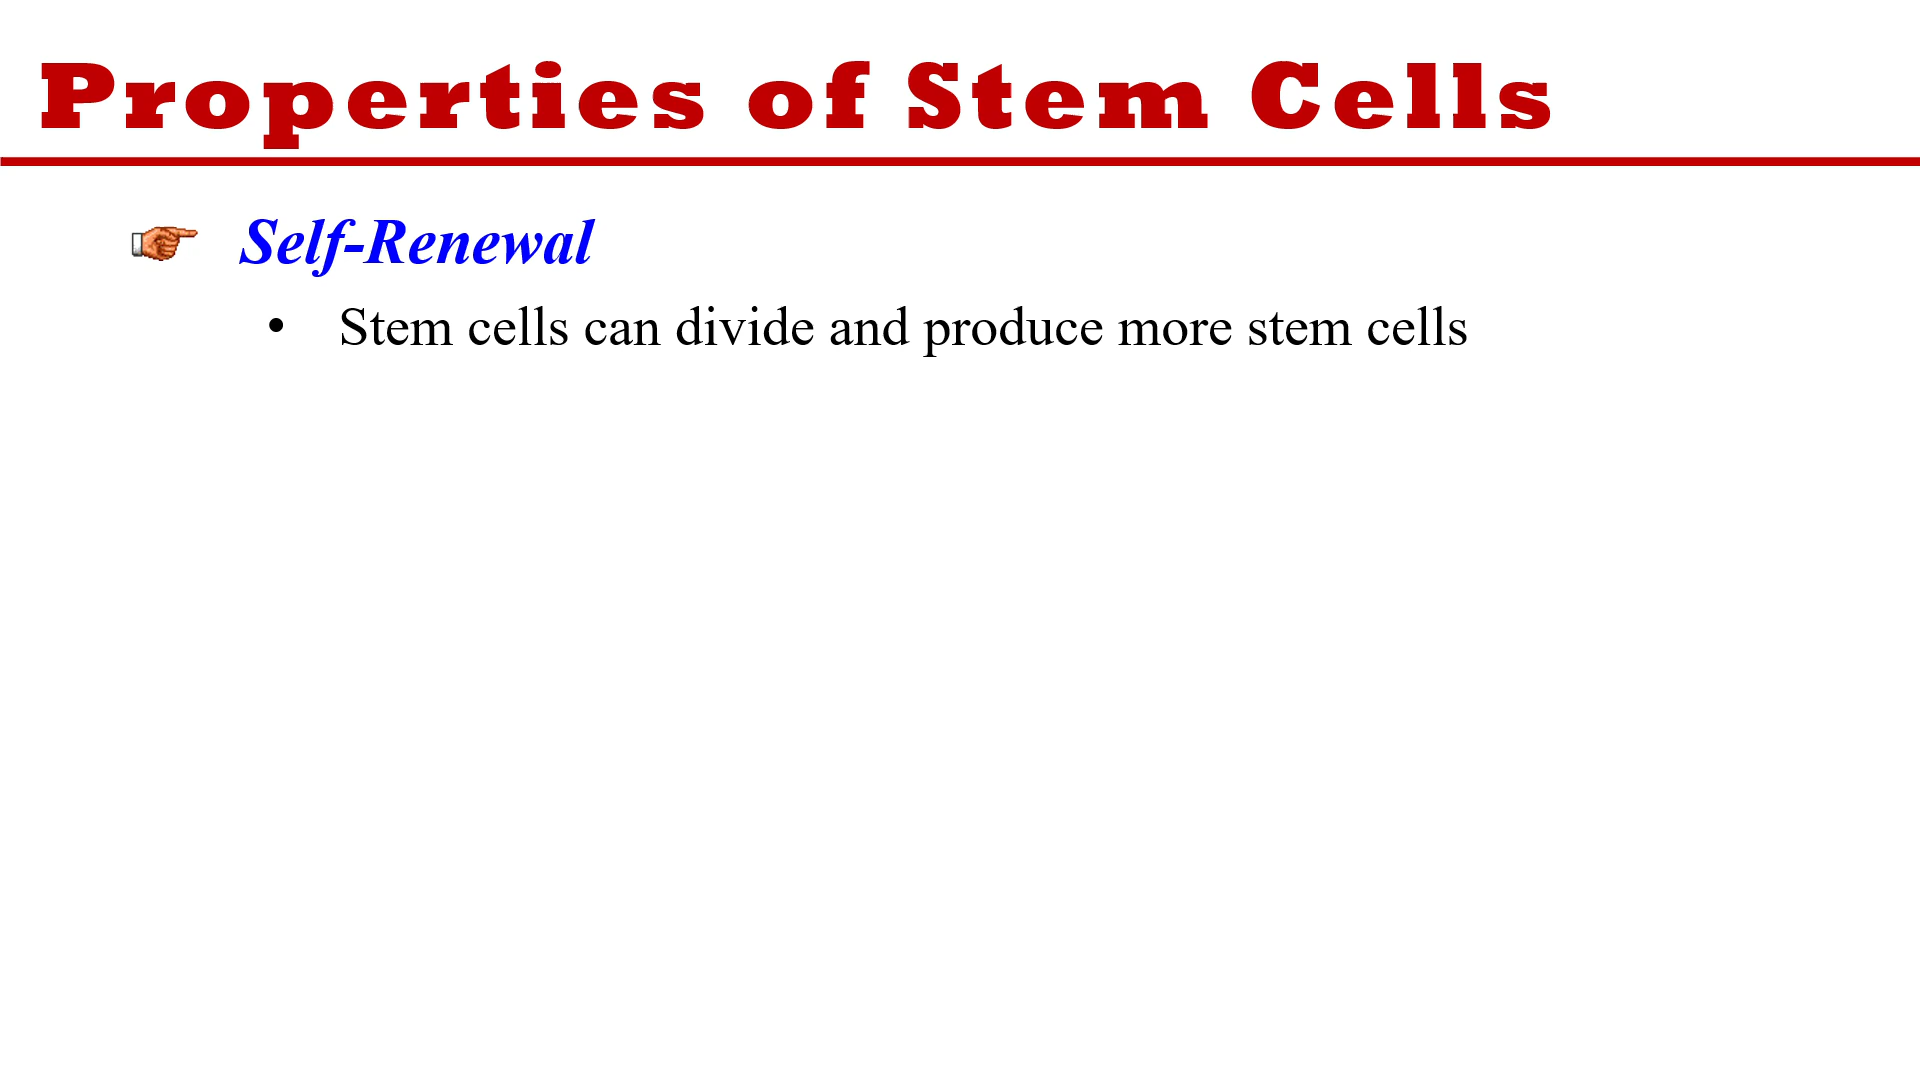 Properties of Stem Cells
Self-Renewal
• Stem cells can divide and produce more stem cells